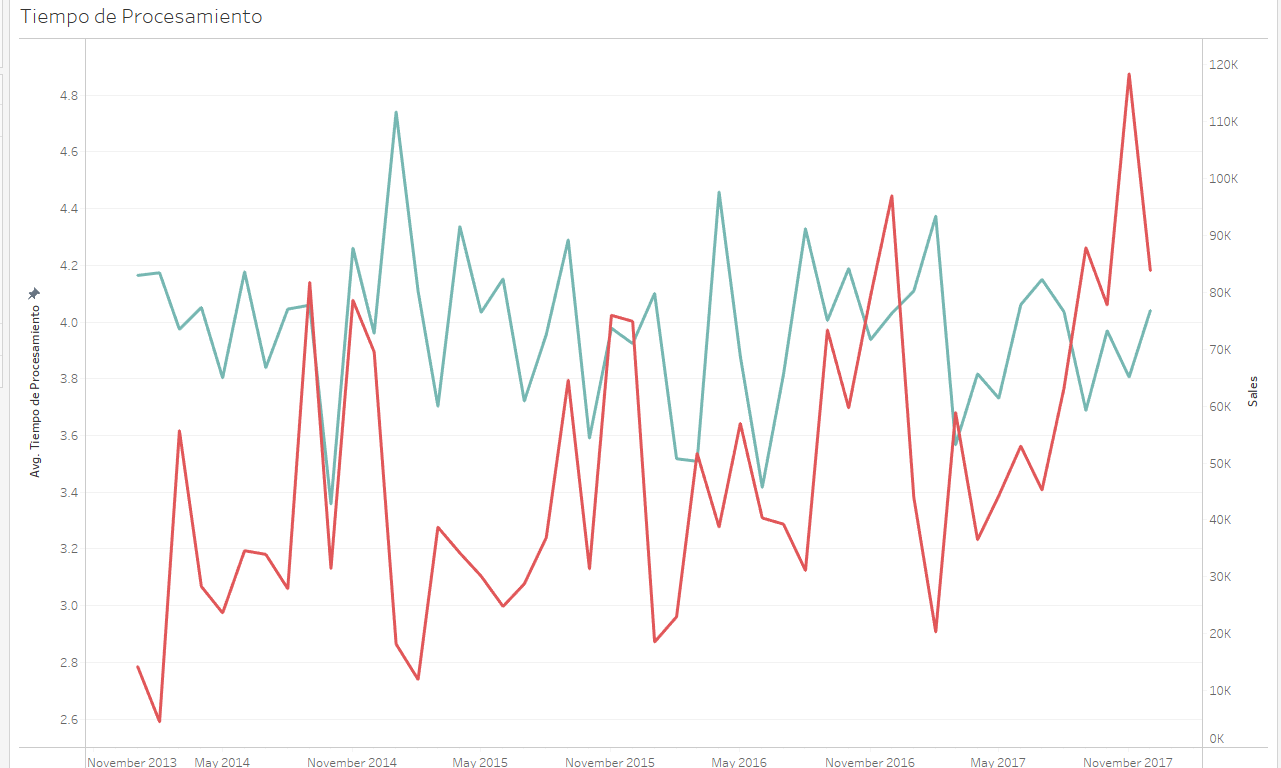 Tiempo de Procesamiento
4.8
4.6
4.4
4.2
4.0
3.8
3.6
3.4
3.2
3.0
2.8
2.6
Avg. Tiempo de Procesamiento
120K
110K
100K
90K
80K
70K
60K
50K
40K
30K
20K
10K
0K
Sales
November 2013 May 2014 November 2014 May 2015 November 2015 May 2016 November 2016 May 2017 November 2017